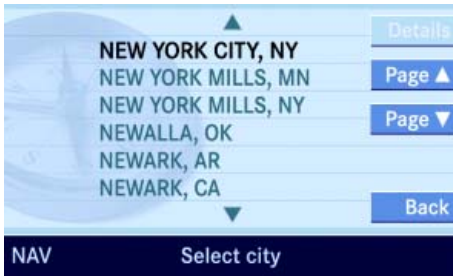 Details
NEW YORK CITY, NY
NEW YORK MILLS, MN
Page ▲
NEW YORK MILLS, NY
Page ▼
NEWALLA, OK
NEWARK, AR
NEWARK, CA
Back
NAV Select city